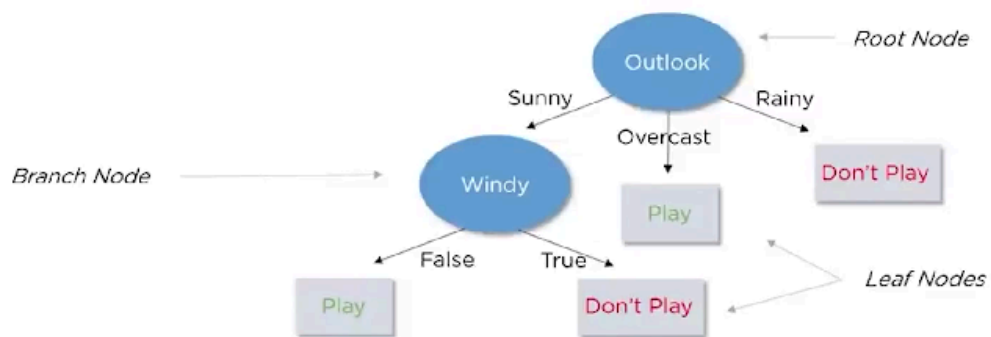 Root Node
Outlook
Sunny
Rainy
Overcast
Branch Node
Windy
Don't Play
Play
False
True
Leaf Nodes
Play
Don't Play